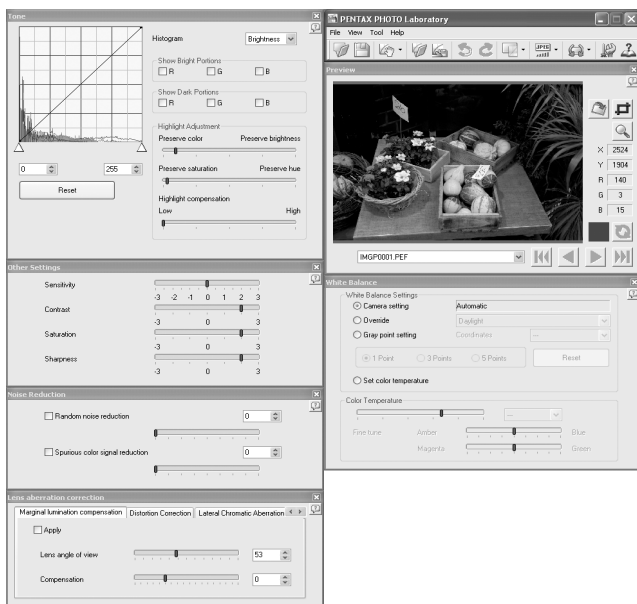 Tone
Histogram
Brightness
Show Bright Portions
R G B
Show Dark Portions
R G B
Highlight Adjustment
Preserve color Preserve brightness
Preserve saturation Preserve hue
Highlight compensation
Low High
0 255
Reset
Other Settings
Sensitivity
-3 -2 -1 0 1 2 3
Contrast
-3 0 3
Saturation
-3 0 3
Sharpness
-3 0 3
Noise Reduction
Random noise reduction 0
Spurious color signal reduction 0
Lens aberration correction
Marginal lumination compensation Distortion Correction Lateral Chromatic Aberration
Apply
Lens angle of view 53
Compensation 0
PENTAX PHOTO Laboratory
File View Tool Help
JPEG
Preview
X 2524
Y 1904
R 140
G 3
B 15
IMGP0001.PEF
White Balance
White Balance Settings
Camera setting Automatic
Override Daylight
Gray point setting Coordinates ---
1 Point 3 Points 5 Points Reset
Set color temperature
Color Temperature
---
Fine tune Amber Blue
Magenta Green